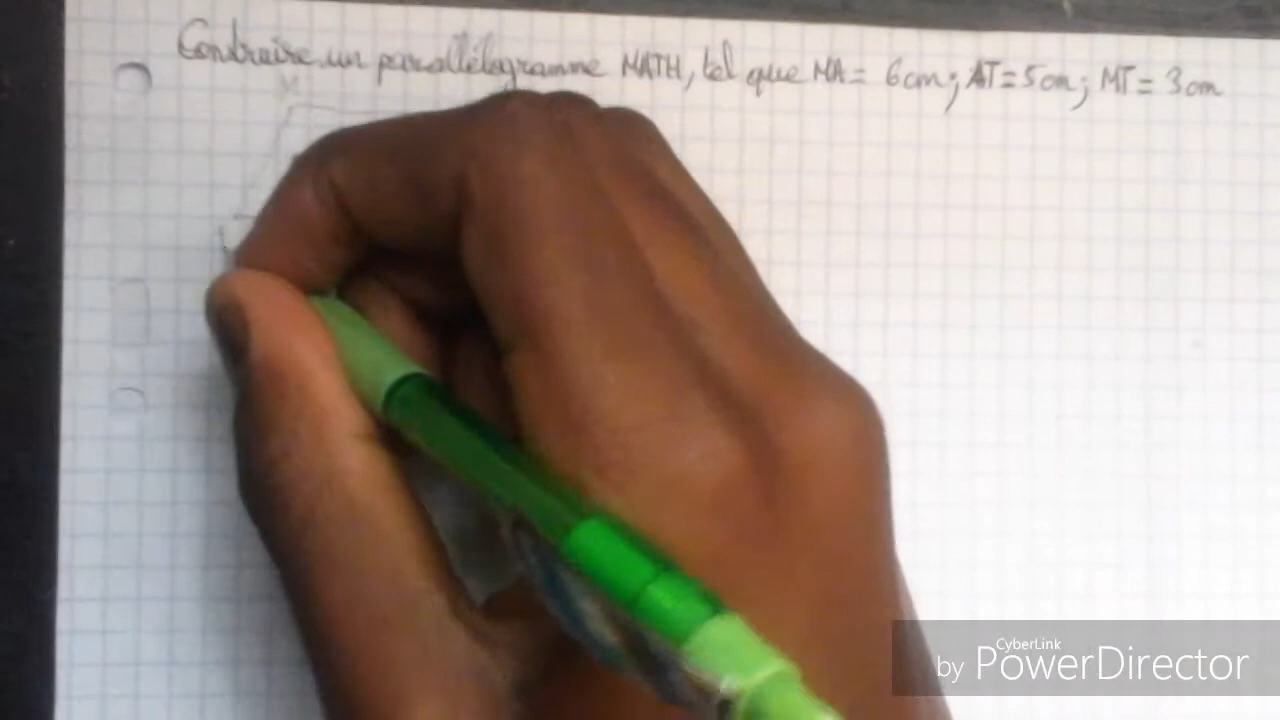 Construire un parallélogramme MATH, tel que MA = 6cm; AT = 5cm; MT = 3cm
CyberLink
by PowerDirector